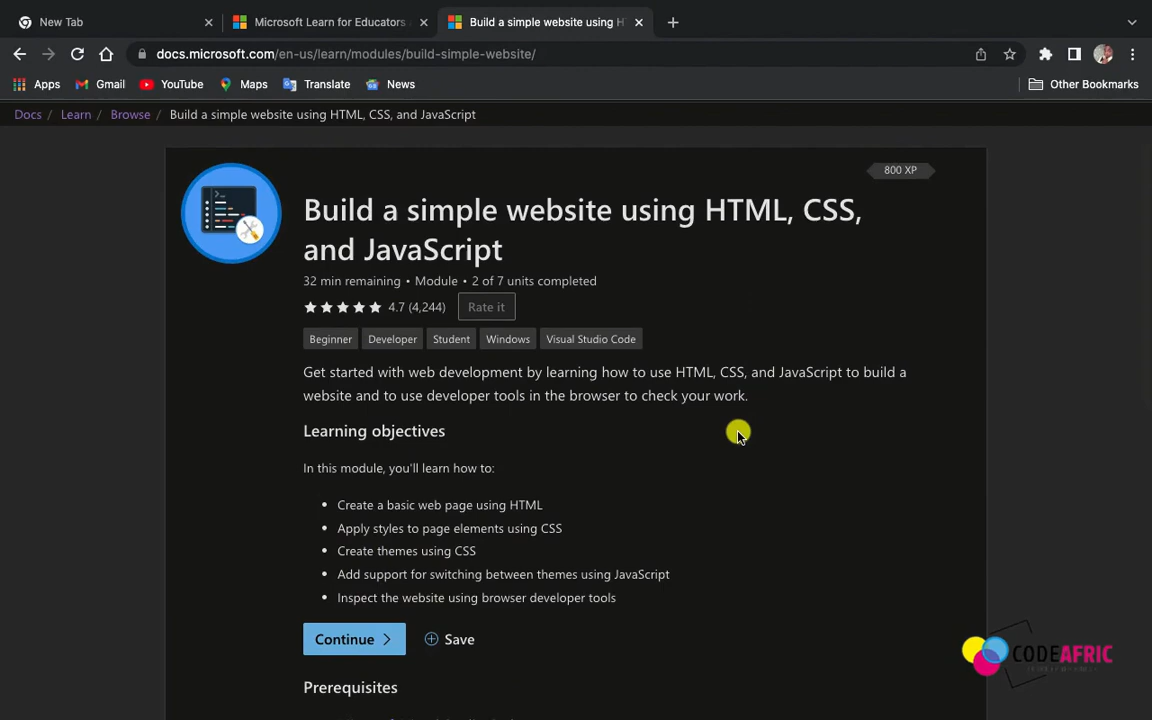 New Tab
Microsoft Learn for Educators
Build a simple website using HT
docs.microsoft.com/en-us/learn/modules/build-simple-website/
Apps
Gmail
YouTube
Maps
Translate
News
Other Bookmarks
Docs / Learn / Browse / Build a simple website using HTML, CSS, and JavaScript
800 XP
Build a simple website using HTML, CSS,
and JavaScript
32 min remaining • Module • 2 of 7 units completed
4.7 (4,244)
Rate it
Beginner
Developer
Student
Windows
Visual Studio Code
Get started with web development by learning how to use HTML, CSS, and JavaScript to build a
website and to use developer tools in the browser to check your work.
Learning objectives
In this module, you'll learn how to:
• Create a basic web page using HTML
• Apply styles to page elements using CSS
• Create themes using CSS
• Add support for switching between themes using JavaScript
• Inspect the website using browser developer tools
Continue
Save
CODEAFRIC
Prerequisites